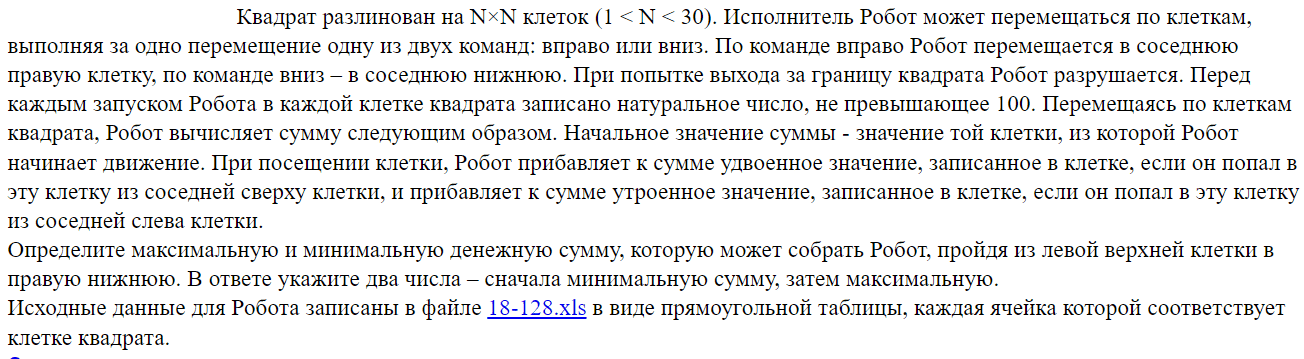 Квадрат разлинован на N×N клеток (1 < N < 30). Исполнитель Робот может перемещаться по клеткам,
выполняя за одно перемещение одну из двух команд: вправо или вниз. По команде вправо Робот перемещается в соседнюю
правую клетку, по команде вниз – в соседнюю нижнюю. При попытке выхода за границу квадрата Робот разрушается. Перед
каждым запуском Робота в каждой клетке квадрата записано натуральное число, не превышающее 100. Перемещаясь по клеткам
квадрата, Робот вычисляет сумму следующим образом. Начальное значение суммы - значение той клетки, из которой Робот
начинает движение. При посещении клетки, Робот прибавляет к сумме удвоенное значение, записанное в клетке, если он попал в
эту клетку из соседней сверху клетки, и прибавляет к сумме утроенное значение, записанное в клетке, если он попал в эту клетку
из соседней слева клетки.
Определите максимальную и минимальную денежную сумму, которую может собрать Робот, пройдя из левой верхней клетки в
правую нижнюю. В ответе укажите два числа – сначала минимальную сумму, затем максимальную.
Исходные данные для Робота записаны в файле 18-128.xls в виде прямоугольной таблицы, каждая ячейка которой соответствует
клетке квадрата.